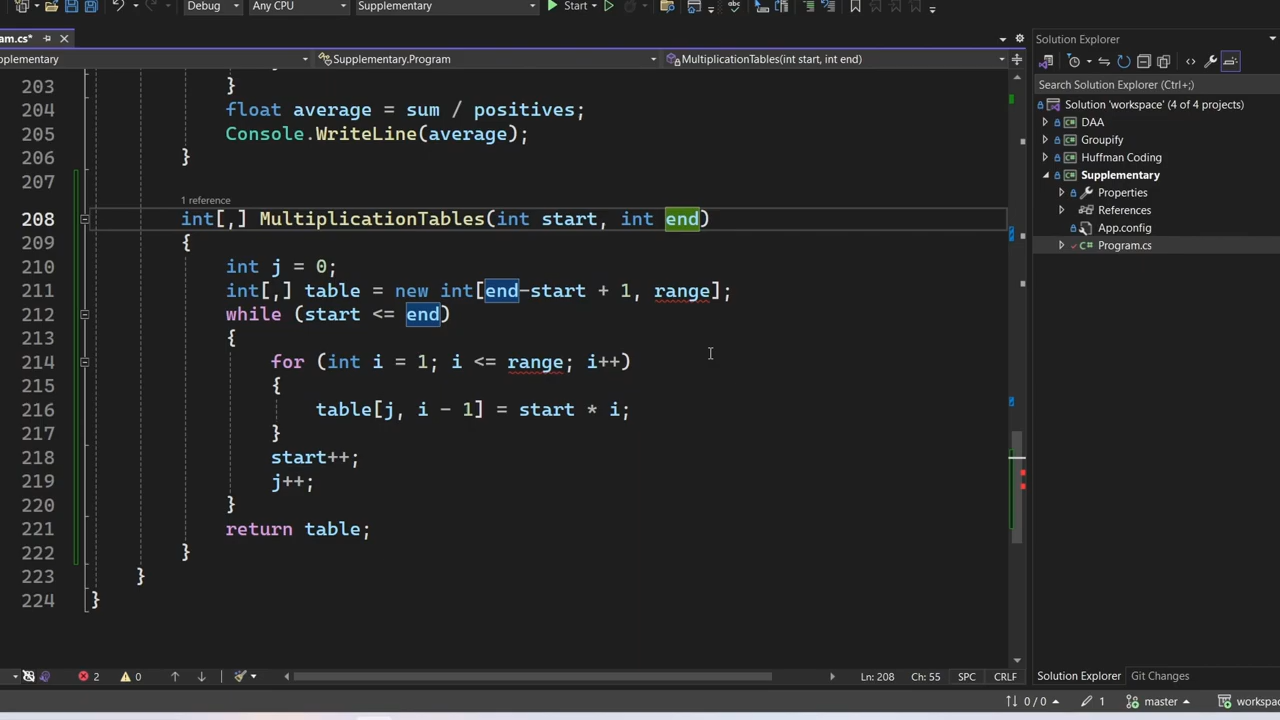 Debug Any CPU Supplementary Start
am.cs*
upplementary Supplementary.Program MultiplicationTables(int start, int end)
203 }
204 float average = sum / positives;
205 Console.WriteLine(average);
206 }
207
1 reference
208 int[,] MultiplicationTables(int start, int end)
209 {
210 int j = 0;
211 int[,] table = new int[end-start + 1, range];
212 while (start <= end)
213 {
214 for (int i = 1; i <= range; i++)
215 {
216 table[j, i - 1] = start * i;
217 }
218 start++;
219 j++;
220 }
221 return table;
222 }
223 }
224 }
2 0 Ln: 208 Ch: 55 SPC CRLF
Solution Explorer
Search Solution Explorer (Ctrl+;)
Solution 'workspace' (4 of 4 projects)
DAA
Groupify
Huffman Coding
Supplementary
Properties
References
App.config
C# Program.cs
Solution Explorer Git Changes
0 / 0 1 master workspac